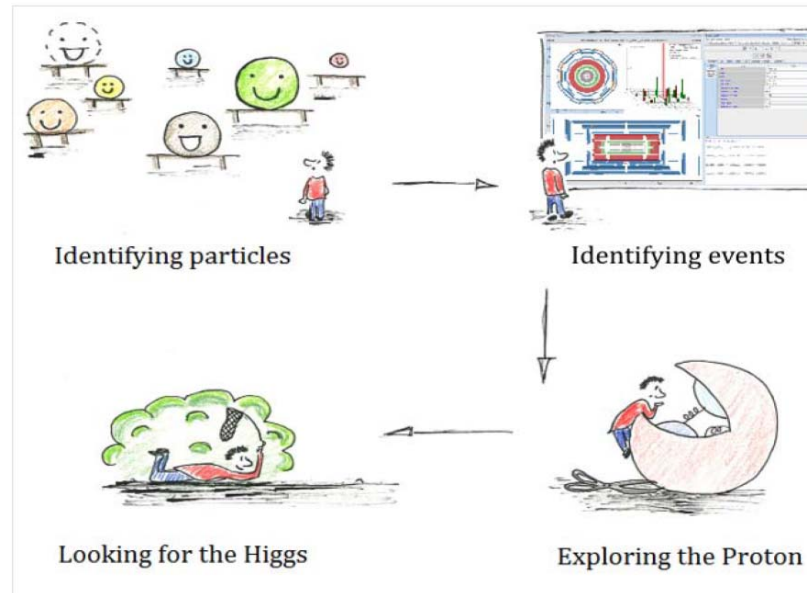 Identifying particles
Identifying events
Looking for the Higgs
Exploring the Proton